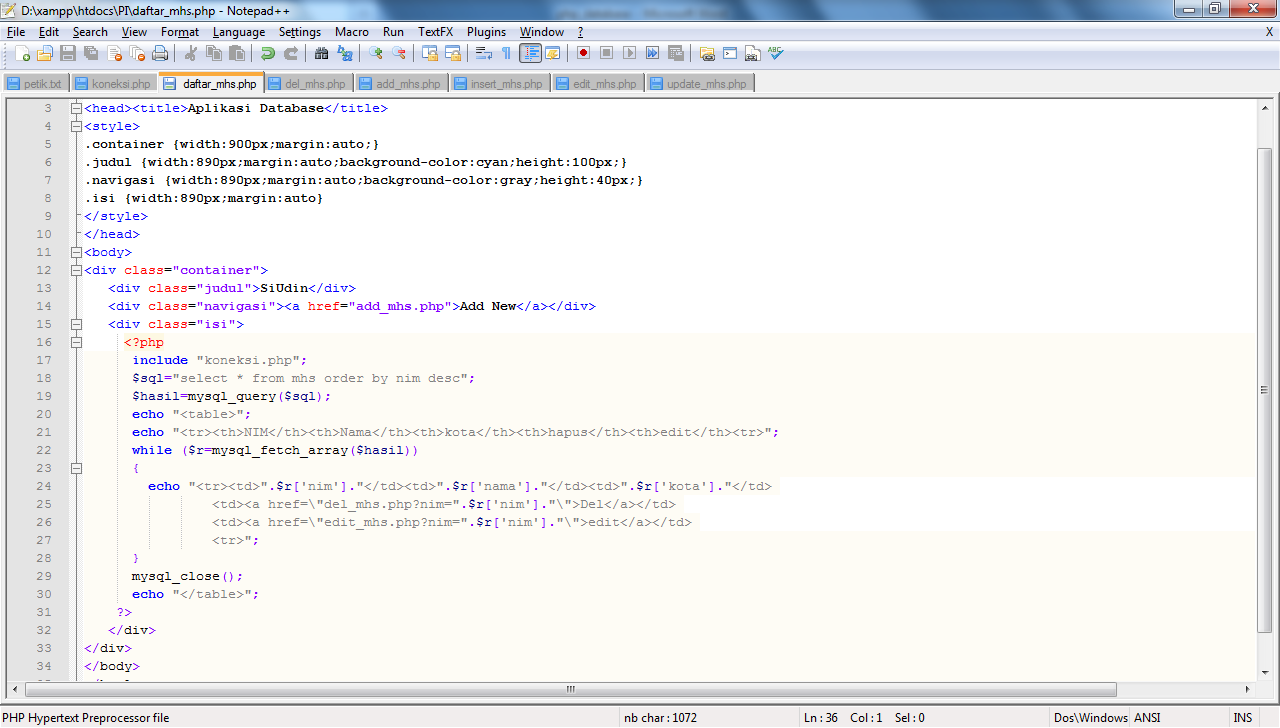 D:\xampp\htdocs\PI\daftar_mhs.php - Notepad++
File Edit Search View Format Language Settings Macro Run TextFX Plugins Window ? X
petik.txt koneksi.php daftar_mhs.php del_mhs.php add_mhs.php insert_mhs.php edit_mhs.php update_mhs.php
3 <head><title>Aplikasi Database</title>
4 <style>
5 .container {width:900px;margin:auto;}
6 .judul {width:890px;margin:auto;background-color:cyan;height:100px;}
7 .navigasi {width:890px;margin:auto;background-color:gray;height:40px;}
8 .isi {width:890px;margin:auto}
9 </style>
10 </head>
11 <body>
12 <div class="container">
13 <div class="judul">SiUdin</div>
14 <div class="navigasi"><a href="add_mhs.php">Add New</a></div>
15 <div class="isi">
16 <?php
17 include "koneksi.php";
18 $sql="select * from mhs order by nim desc";
19 $hasil=mysql_query($sql);
20 echo "<table>";
21 echo "<tr><th>NIM</th><th>Nama</th><th>kota</th><th>hapus</th><th>edit</th><tr>";
22 while ($r=mysql_fetch_array($hasil))
23 {
24 echo "<tr><td>".$r['nim']."</td><td>".$r['nama']."</td><td>".$r['kota']."</td>
25 <td><a href=\"del_mhs.php?nim=".$r['nim']."\">Del</a></td>
26 <td><a href=\"edit_mhs.php?nim=".$r['nim']."\">edit</a></td>
27 <tr>";
28 }
29 mysql_close();
30 echo "</table>";
31 ?>
32 </div>
33 </div>
34 </body>
PHP Hypertext Preprocessor file nb char : 1072 Ln : 36 Col : 1 Sel : 0 Dos\Windows ANSI INS